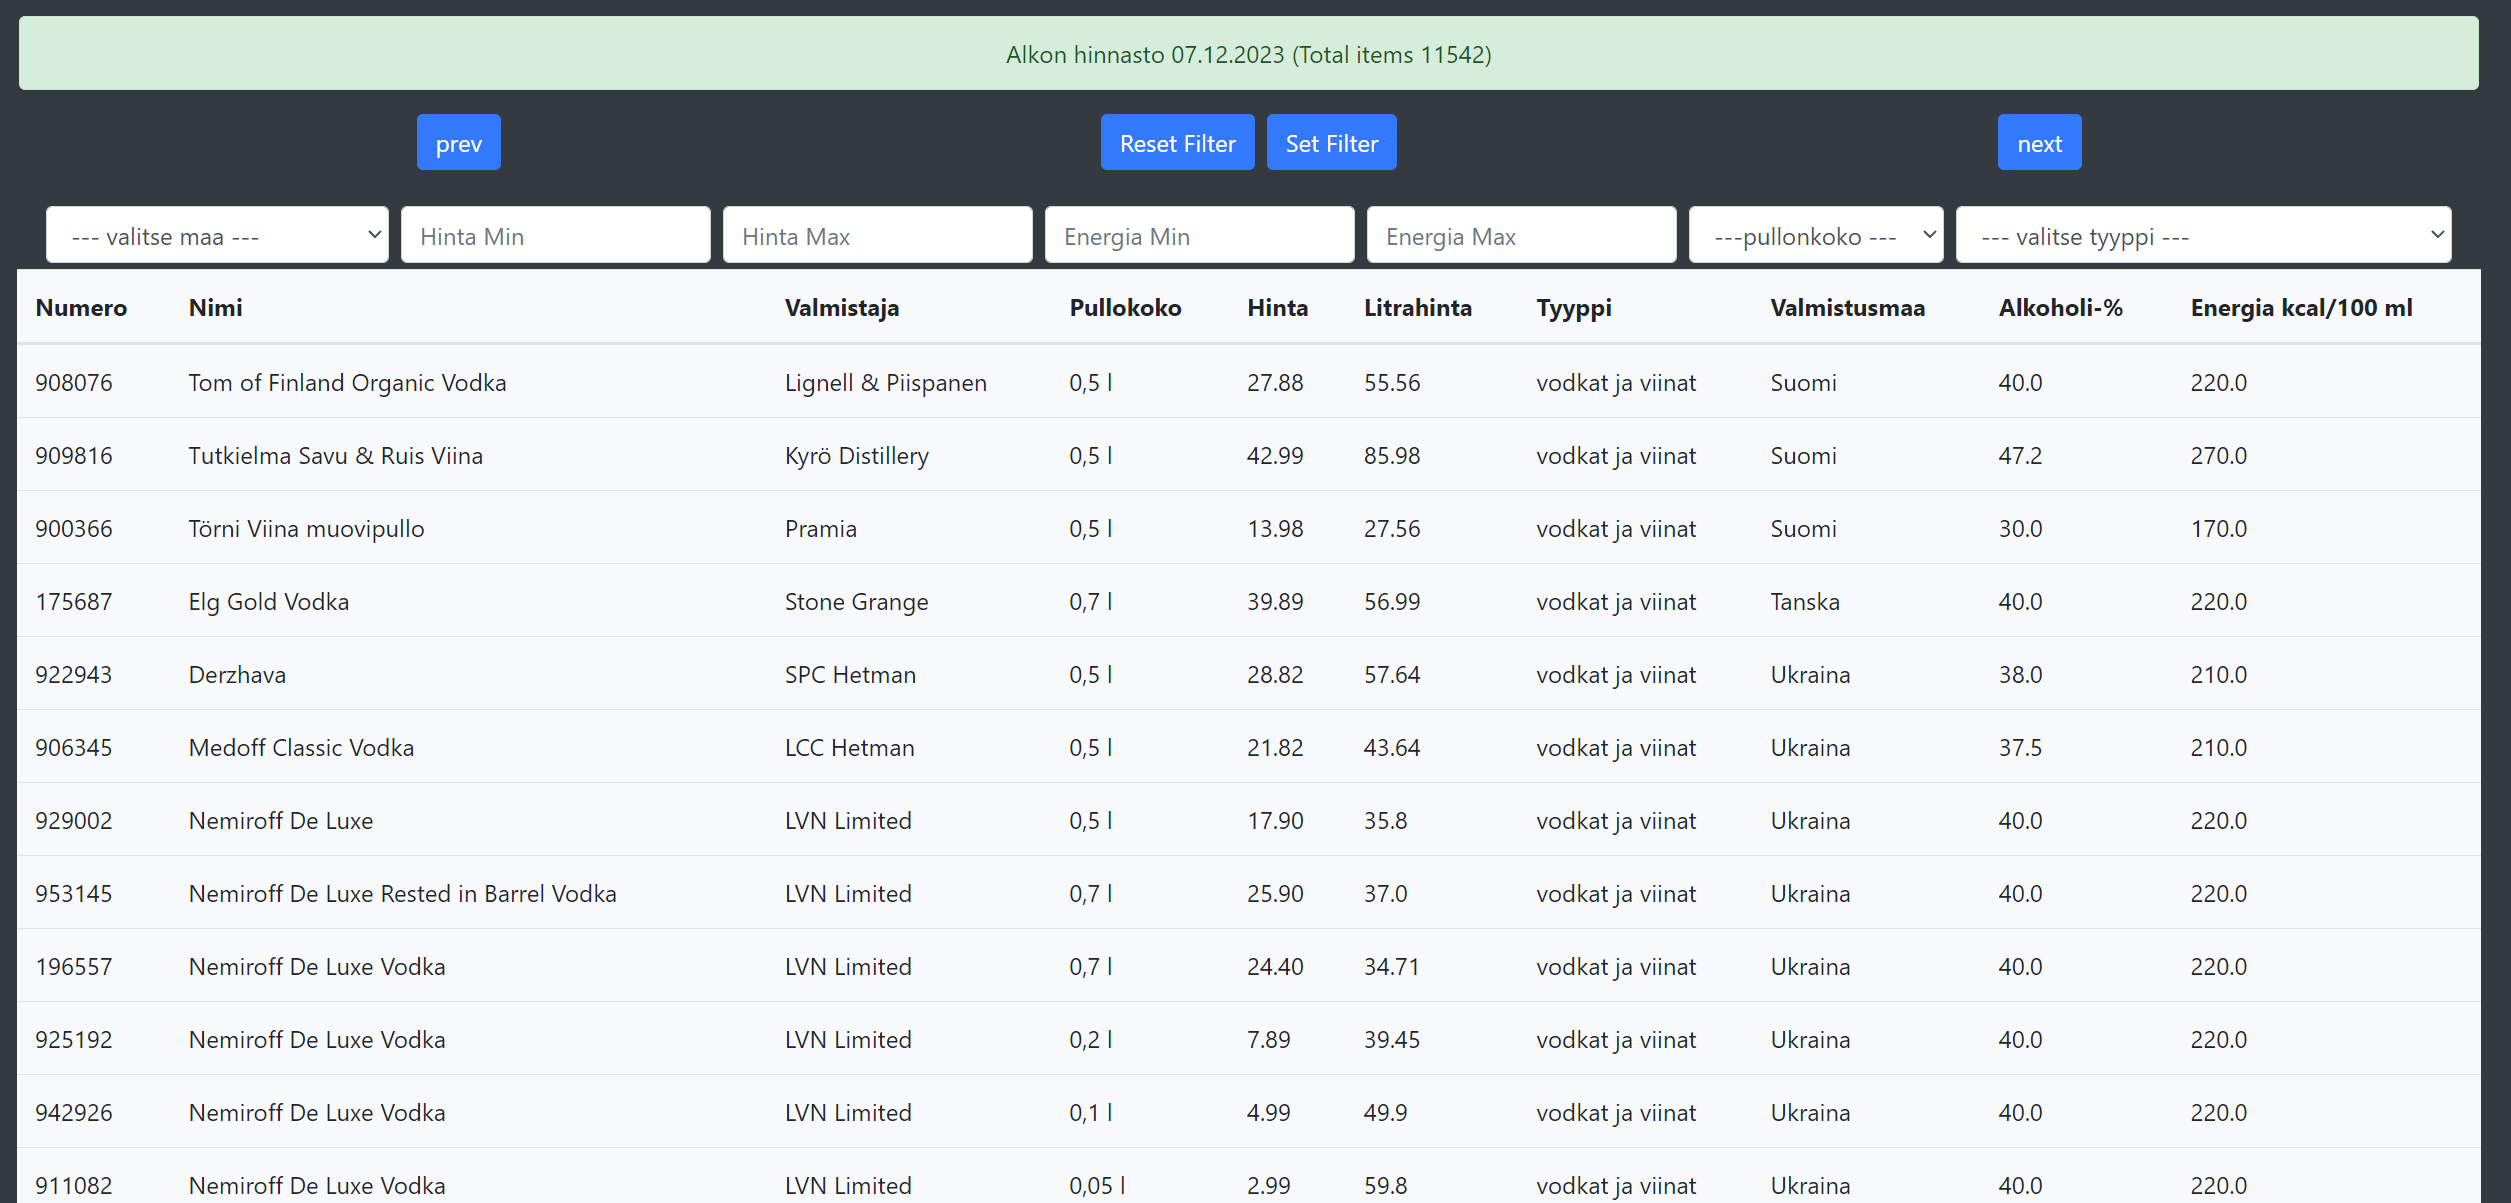 Alkon hinnasto 07.12.2023 (Total items 11542)
prev Reset Filter Set Filter next
--- valitse maa --- Hinta Min Hinta Max Energia Min Energia Max ---pullonkoko --- --- valitse tyyppi ---
Numero Nimi Valmistaja Pullokoko Hinta Litrahinta Tyyppi Valmistusmaa Alkoholi-% Energia kcal/100 ml
908076 Tom of Finland Organic Vodka Lignell & Piispanen 0,5 l 27.88 55.56 vodkat ja viinat Suomi 40.0 220.0
909816 Tutkielma Savu & Ruis Viina Kyrö Distillery 0,5 l 42.99 85.98 vodkat ja viinat Suomi 47.2 270.0
900366 Törni Viina muovipullo Pramia 0,5 l 13.98 27.56 vodkat ja viinat Suomi 30.0 170.0
175687 Elg Gold Vodka Stone Grange 0,7 l 39.89 56.99 vodkat ja viinat Tanska 40.0 220.0
922943 Derzhava SPC Hetman 0,5 l 28.82 57.64 vodkat ja viinat Ukraina 38.0 210.0
906345 Medoff Classic Vodka LCC Hetman 0,5 l 21.82 43.64 vodkat ja viinat Ukraina 37.5 210.0
929002 Nemiroff De Luxe LVN Limited 0,5 l 17.90 35.8 vodkat ja viinat Ukraina 40.0 220.0
953145 Nemiroff De Luxe Rested in Barrel Vodka LVN Limited 0,7 l 25.90 37.0 vodkat ja viinat Ukraina 40.0 220.0
196557 Nemiroff De Luxe Vodka LVN Limited 0,7 l 24.40 34.71 vodkat ja viinat Ukraina 40.0 220.0
925192 Nemiroff De Luxe Vodka LVN Limited 0,2 l 7.89 39.45 vodkat ja viinat Ukraina 40.0 220.0
942926 Nemiroff De Luxe Vodka LVN Limited 0,1 l 4.99 49.9 vodkat ja viinat Ukraina 40.0 220.0
911082 Nemiroff De Luxe Vodka LVN Limited 0,05 l 2.99 59.8 vodkat ja viinat Ukraina 40.0 220.0